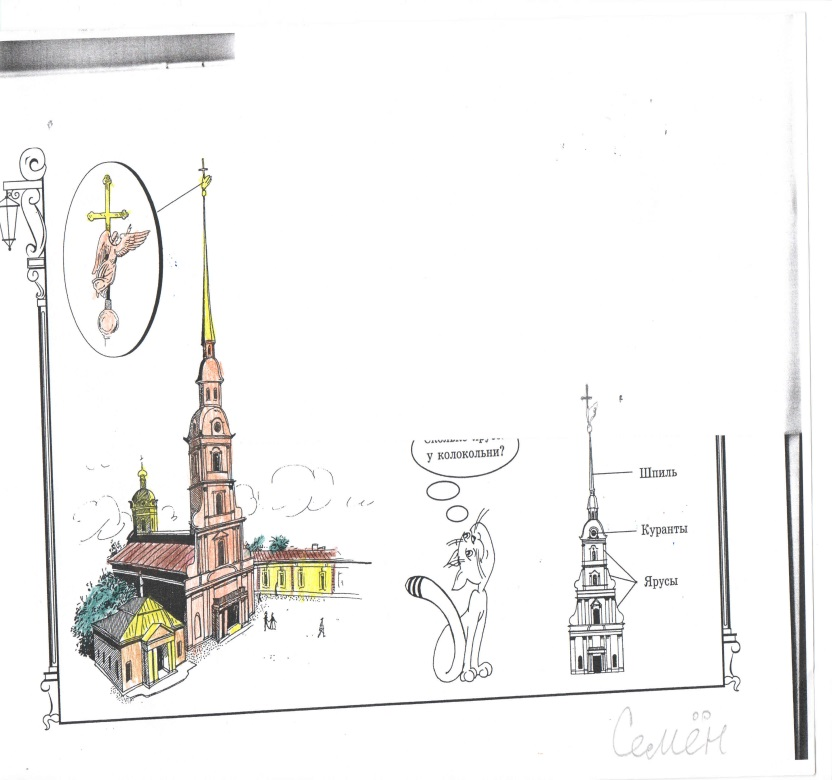 у колокольни?
Шпиль
Куранты
Ярусы
Семён